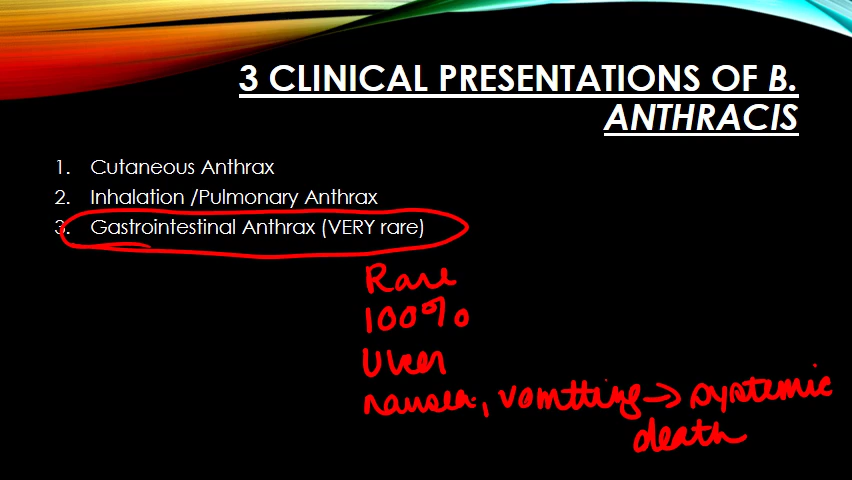 3 CLINICAL PRESENTATIONS OF B.
ANTHRACIS
1. Cutaneous Anthrax
2. Inhalation /Pulmonary Anthrax
3. Gastrointestinal Anthrax (VERY rare)
Rare
100%
Ulcer
nausea, vomtting → systemic
death